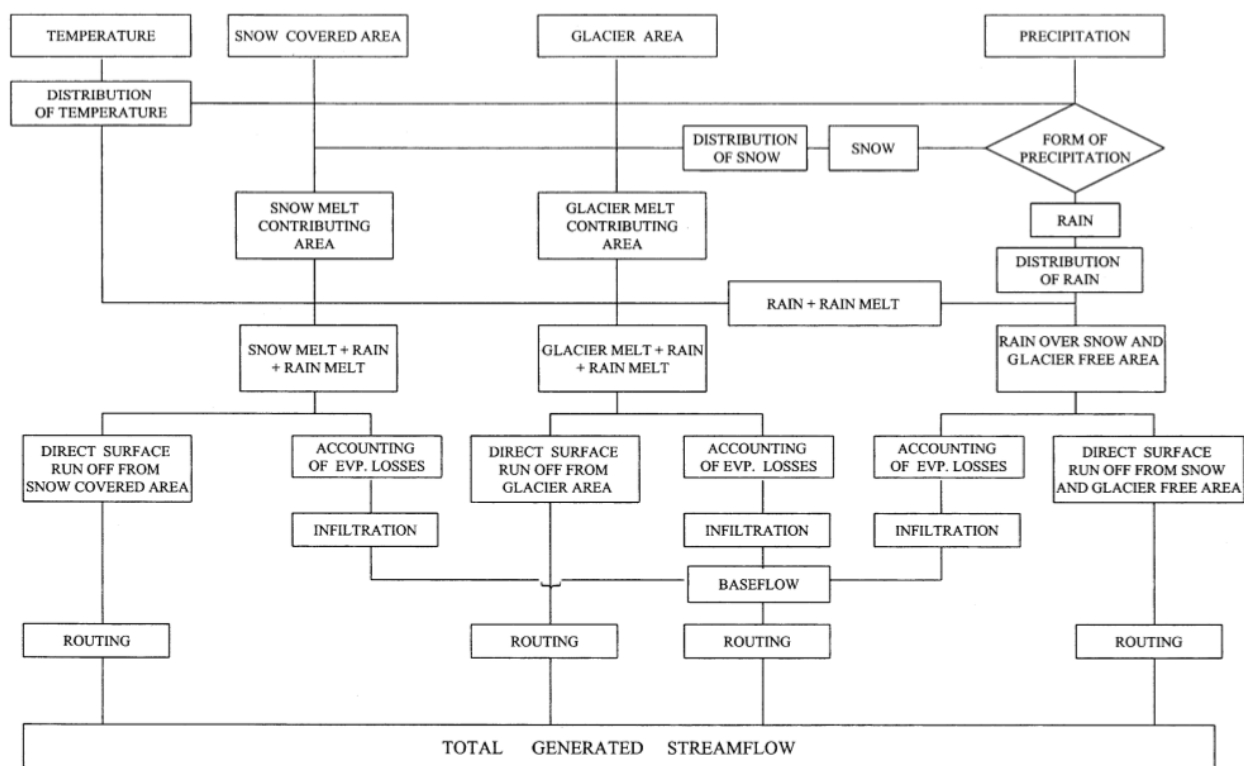 TEMPERATURE
SNOW COVERED AREA
GLACIER AREA
PRECIPITATION
DISTRIBUTION
OF TEMPERATURE
DISTRIBUTION
OF SNOW
SNOW
FORM OF
PRECIPITATION
SNOW MELT
CONTRIBUTING
AREA
GLACIER MELT
CONTRIBUTING
AREA
RAIN
DISTRIBUTION
OF RAIN
RAIN + RAIN MELT
SNOW MELT + RAIN
+ RAIN MELT
GLACIER MELT + RAIN
+ RAIN MELT
RAIN OVER SNOW AND
GLACIER FREE AREA
DIRECT SURFACE
RUN OFF FROM
SNOW COVERED AREA
ACCOUNTING
OF EVP. LOSSES
DIRECT SURFACE
RUN OFF FROM
GLACIER AREA
ACCOUNTING
OF EVP. LOSSES
ACCOUNTING
OF EVP. LOSSES
DIRECT SURFACE
RUN OFF FROM SNOW
AND GLACIER FREE AREA
INFILTRATION
INFILTRATION
INFILTRATION
BASEFLOW
ROUTING
ROUTING
ROUTING
ROUTING
TOTAL GENERATED STREAMFLOW